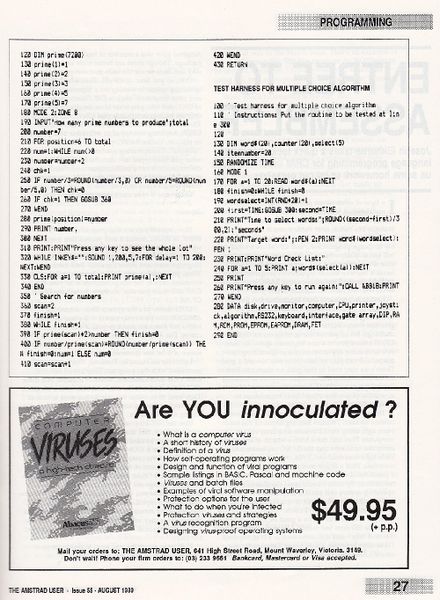 PROGRAMMING
120 DIM prime(7200)
130 prime(1)=1
140 prime(2)=2
150 prime(3)=3
160 prime(4)=5
170 prime(5)=7
180 MODE 2:ZONE 8
190 INPUT"How many prime numbers to produce";total
200 number=7
210 FOR position=6 TO total
220 num=1:WHILE num<>0
230 number=number+2
240 chk=1
250 IF number/3=ROUND(number/3,0) OR number/5=ROUND(num
ber/5,0) THEN chk=0
260 IF chk=1 THEN GOSUB 360
270 WEND
280 prime(position)=number
290 PRINT number,
300 NEXT
310 PRINT:PRINT"Press any key to see the whole lot"
320 WHILE INKEY$="":SOUND 1,200,5,7:FOR delay=1 TO 200:
NEXT:WEND
330 CLS:FOR a=1 TO total:PRINT prime(a),:NEXT
340 END
350 ' Search for numbers
360 scan=2
370 finish=1
380 WHILE finish=1
390 IF prime(scan)^2>number THEN finish=0
400 IF number/prime(scan)=ROUND(number/prime(scan)) THE
N finish=0:num=1 ELSE num=0
410 scan=scan+1
420 WEND
430 RETURN
TEST HARNESS FOR MULTIPLE CHOICE ALGORITHM
100 ' Test harness for multiple choice algorithm
110 ' Instructions: Put the routine to be tested at lin
e 300
120 '
130 DIM word$(20),counter(20),select(5)
140 itemnumber=20
150 RANDOMIZE TIME
160 MODE 1
170 FOR a=1 TO 20:READ word$(a):NEXT
180 finish=0:WHILE finish=0
190 wordselect=INT(RND*20)+1
200 first=TIME:GOSUB 300:second=TIME
210 PRINT"Time to select words:";ROUND((second-first)/3
00,2);"seconds"
220 PRINT"Target word:";:PEN 2:PRINT word$(wordselect):
PEN 1
230 PRINT:PRINT"Word Check List:"
240 FOR a=1 TO 5:PRINT a;word$(select(a)):NEXT
250 PRINT
260 PRINT"Press any key to run again:":CALL &BB18:PRINT
270 WEND
280 DATA disk,drive,monitor,computer,CPU,printer,joysti
ck,algorithm,RS232,keyboard,interface,gate array,DIP,RA
M,ROM,PROM,EPROM,EAPROM,DRAM,FET
290 END
COMPUTER
VIRUSES
a high-tech disease
Abacus
Are YOU innoculated ?
• What is a computer virus
• A short history of viruses
• Definition of a virus
• How self-operating programs work
• Design and function of viral programs
• Sample listings in BASIC, Pascal and machine code
• Viruses and batch files
• Examples of viral software manipulation
• Protection options for the user
• What to do when you're infected
• Protection viruses and strategies
• A virus recognition program
• Designing virus-proof operating systems
$49.95
(+ p.p.)
Mail your orders to: THE AMSTRAD USER, 641 High Street Road, Mount Waverley, Victoria. 3149.
Don't wait! Phone your firm orders to: (03) 233 9661 Bankcard, Mastercard or Visa accepted.
THE AMSTRAD USER - Issue 55 - AUGUST 1989
27